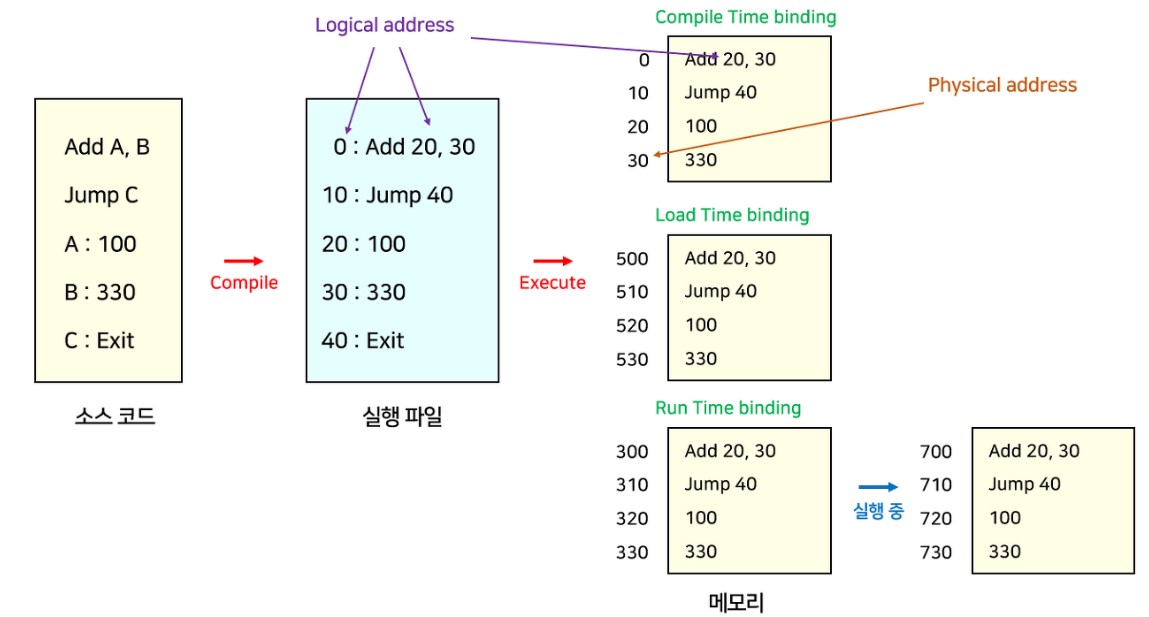 Logical address
Add A, B
Jump C
A : 100
B : 330
C : Exit
소스 코드
Compile
0 : Add 20, 30
10 : Jump 40
20 : 100
30 : 330
40 : Exit
실행 파일
Execute
Compile Time binding
0 Add 20, 30
10 Jump 40
20 100
30 330
Physical address
Load Time binding
500 Add 20, 30
510 Jump 40
520 100
530 330
Run Time binding
300 Add 20, 30
310 Jump 40
320 100
330 330
실행 중
700 Add 20, 30
710 Jump 40
720 100
730 330
메모리